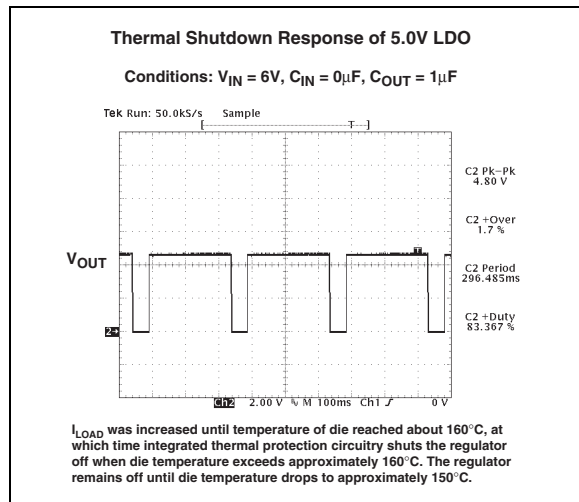 Thermal Shutdown Response of 5.0V LDO
Conditions: VIN = 6V, CIN = 0µF, COUT = 1µF
Tek Run: 50.0kS/s Sample
[ T ]
C2 Pk–Pk
4.80 V
C2 +Over
1.7 %
T
VOUT
C2 Period
296.485ms
C2 +Duty
83.367 %
2
Ch2 2.00 V M 100ms Ch1 0 V
ILOAD was increased until temperature of die reached about 160°C, at
which time integrated thermal protection circuitry shuts the regulator
off when die temperature exceeds approximately 160°C. The regulator
remains off until die temperature drops to approximately 150°C.